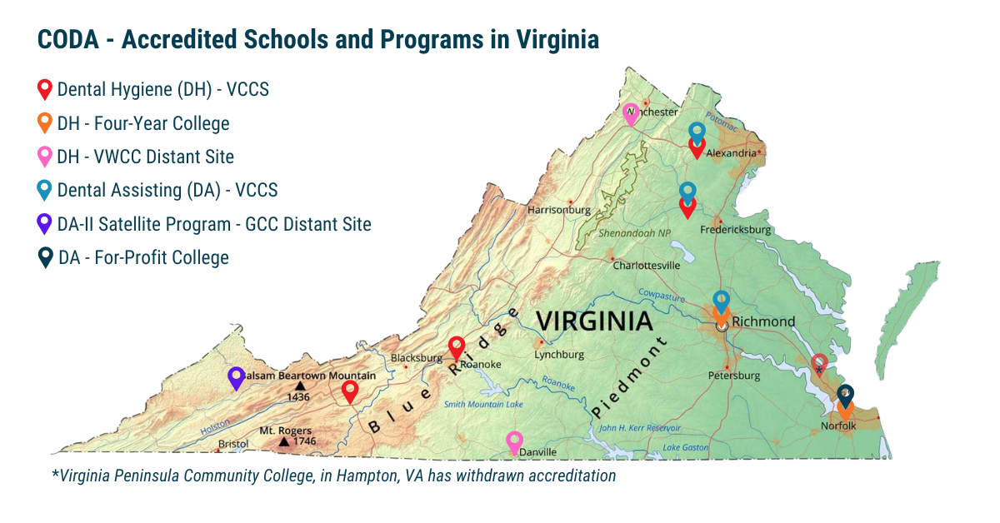 CODA - Accredited Schools and Programs in Virginia
Dental Hygiene (DH) - VCCS
DH - Four-Year College
DH - VWCC Distant Site
Dental Assisting (DA) - VCCS
DA-II Satellite Program - GCC Distant Site
DA - For-Profit College
Winchester
Potomac
Alexandria
Harrisonburg
Shenandoah NP
Fredericksburg
Charlottesville
Cowpasture
VIRGINIA
Richmond
Blue Ridge
Piedmont
Lynchburg
Blacksburg
Roanoke
Petersburg
*
Balsam Beartown Mountain
1436
Roanoke
Smith Mountain Lake
Holston
Mt. Rogers
1746
Bristol
John H. Kerr Reservoir
Norfolk
Lake Gaston
Danville
*Virginia Peninsula Community College, in Hampton, VA has withdrawn accreditation